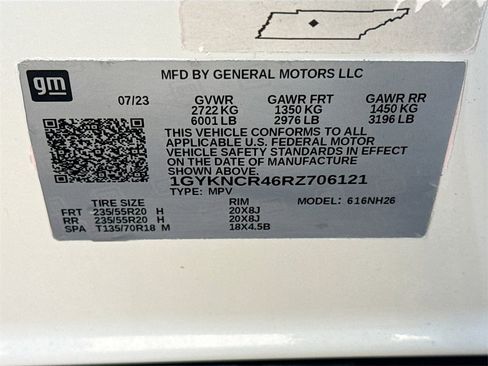 gm
MFD BY GENERAL MOTORS LLC
07/23 GVWR GAWR FRT GAWR RR
2722 KG 1350 KG 1450 KG
6001 LB 2976 LB 3196 LB
THIS VEHICLE CONFORMS TO ALL
APPLICABLE U.S. FEDERAL MOTOR
VEHICLE SAFETY STANDARDS IN EFFECT
ON THE DATE OF MANUFACTURE
SHOWN ABOVE.
1GYKNCR46RZ706121
TYPE: MPV MODEL: 616NH26
TIRE SIZE RIM
FRT 235/55R20 H 20X8J
RR 235/55R20 H 20X8J
SPA T135/70R18 M 18X4.5B